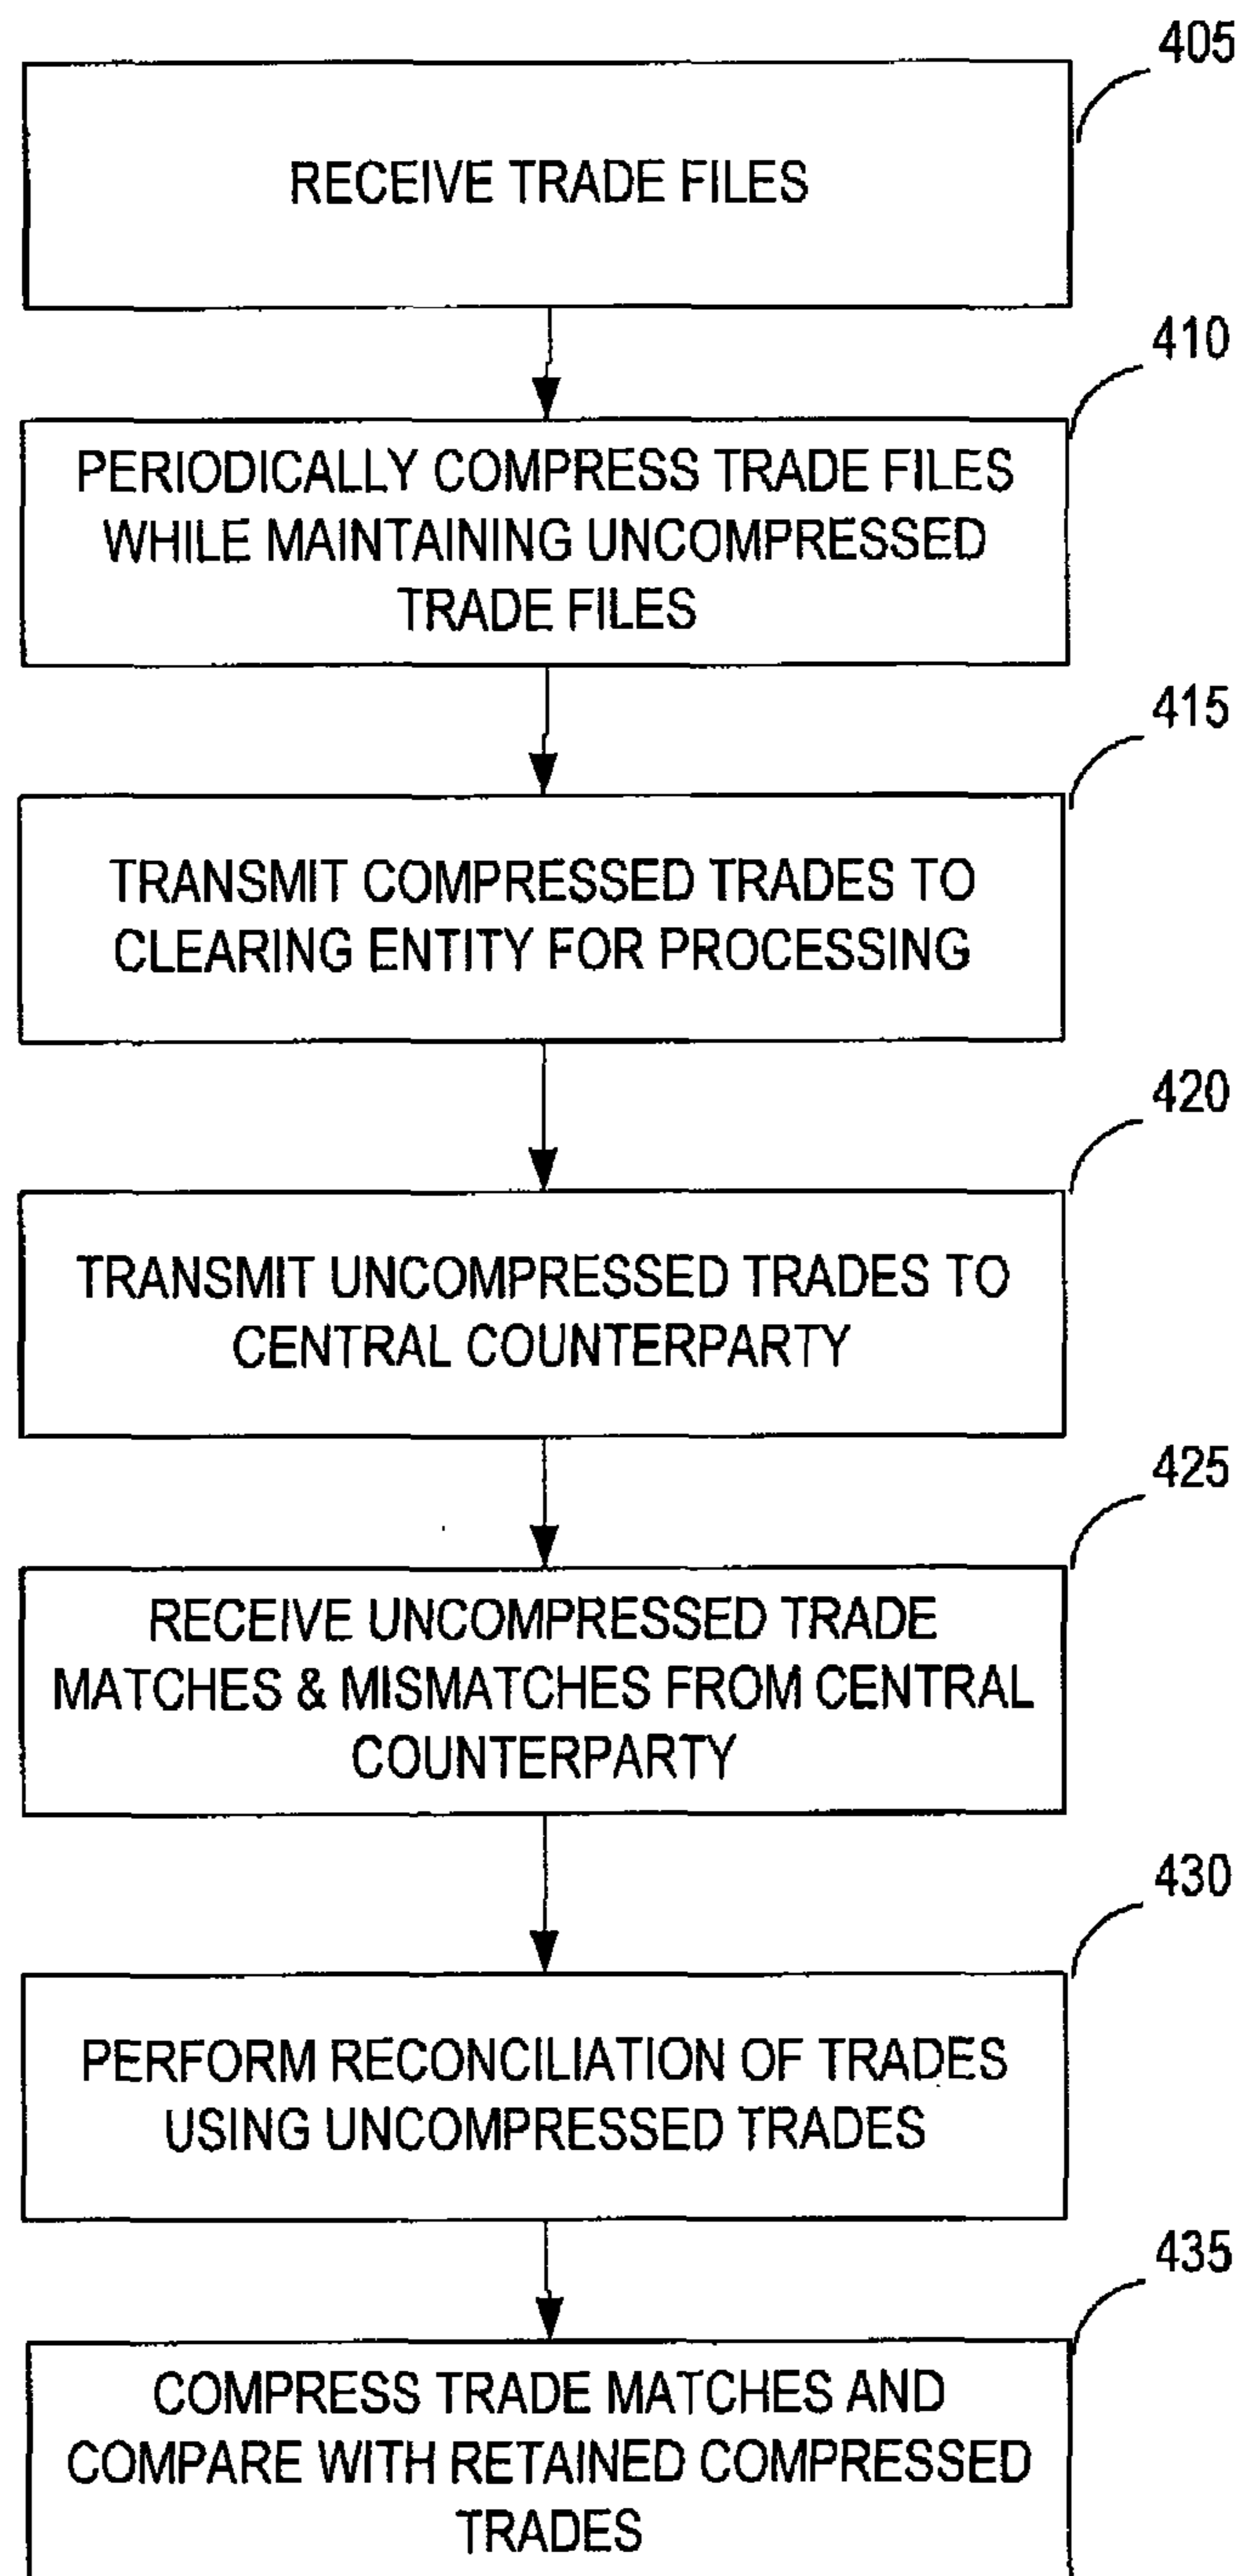 405
RECEIVE TRADE FILES
410
PERIODICALLY COMPRESS TRADE FILES
WHILE MAINTAINING UNCOMPRESSED
TRADE FILES
415
TRANSMIT COMPRESSED TRADES TO
CLEARING ENTITY FOR PROCESSING
420
TRANSMIT UNCOMPRESSED TRADES TO
CENTRAL COUNTERPARTY
425
RECEIVE UNCOMPRESSED TRADE
MATCHES & MISMATCHES FROM CENTRAL
COUNTERPARTY
430
PERFORM RECONCILIATION OF TRADES
USING UNCOMPRESSED TRADES
435
COMPRESS TRADE MATCHES AND
COMPARE WITH RETAINED COMPRESSED
TRADES